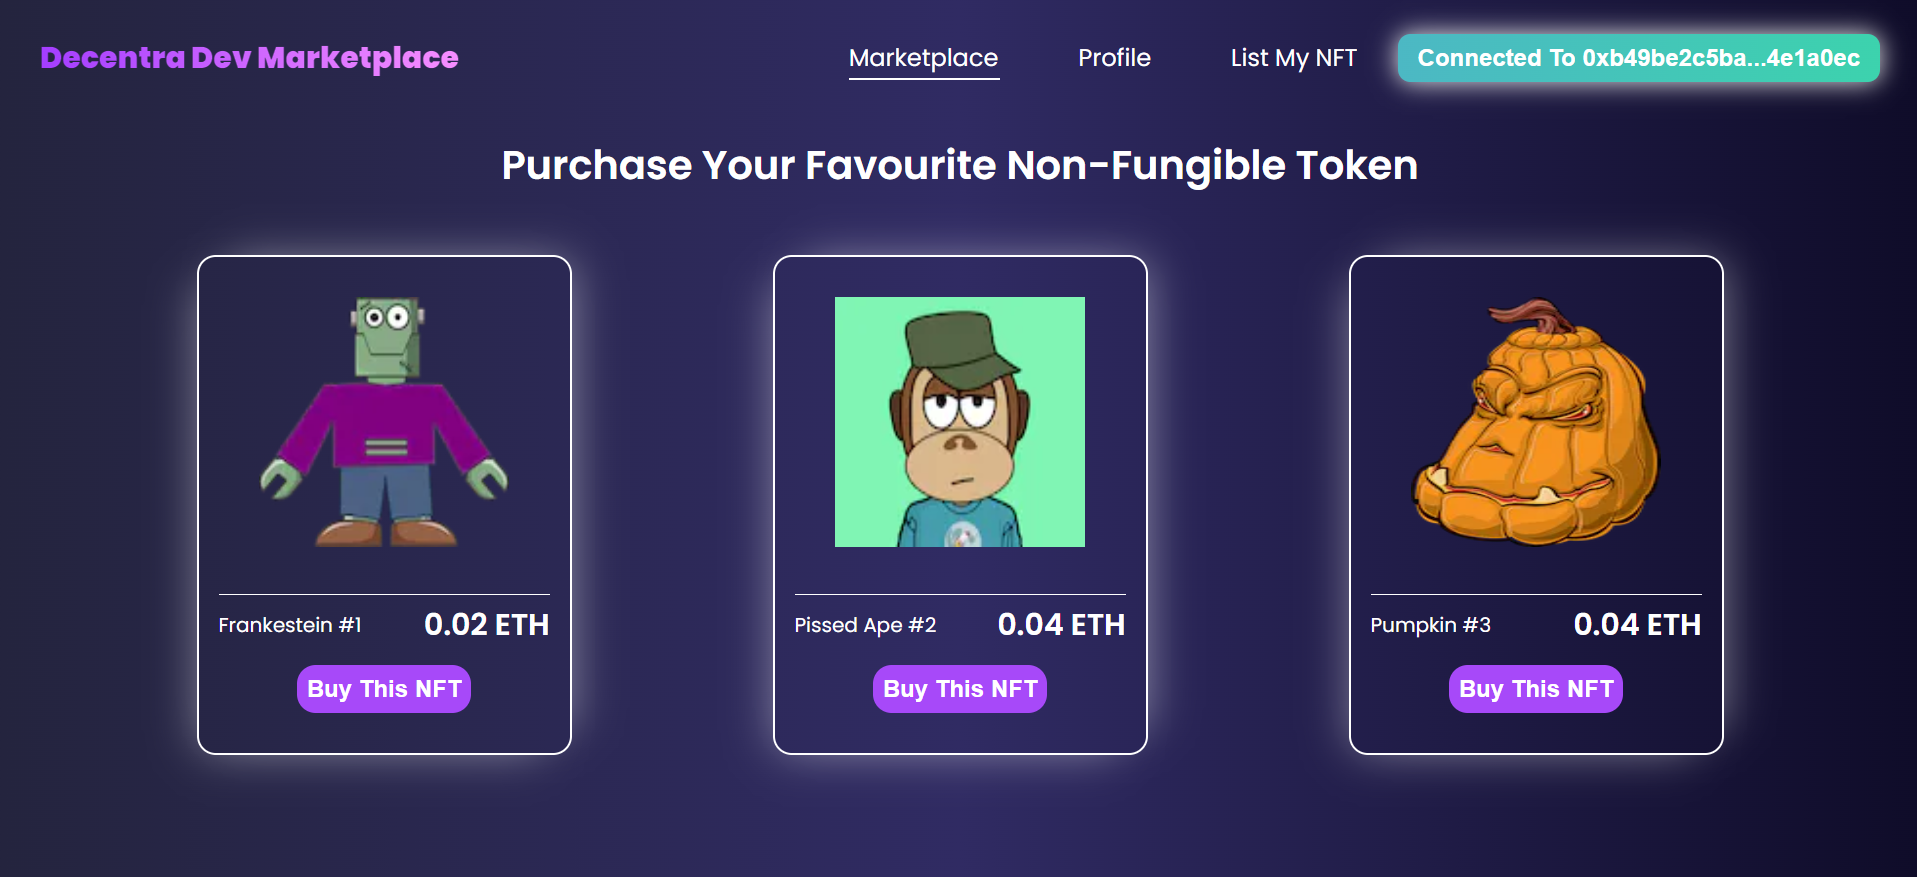 Decentra Dev Marketplace
Marketplace
Profile
List My NFT
Connected To 0xb49be2c5ba...4e1a0ec
Purchase Your Favourite Non-Fungible Token
Frankestein #1
0.02 ETH
Buy This NFT
Pissed Ape #2
0.04 ETH
Buy This NFT
Pumpkin #3
0.04 ETH
Buy This NFT